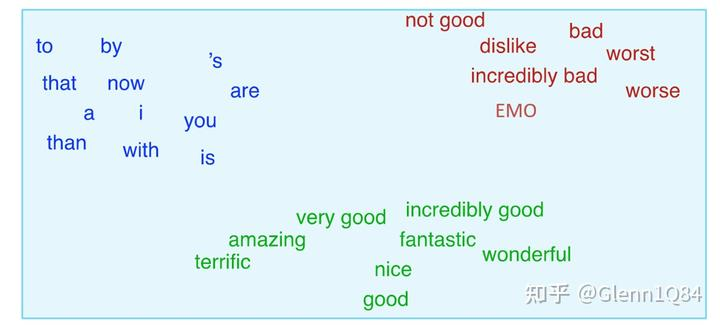 not good
bad
to by
dislike
worst
's
incredibly bad
that now
are
worse
a i
EMO
you
than
with
is
incredibly good
very good
amazing
fantastic
wonderful
terrific
nice
good
知乎 @Glenn1Q84